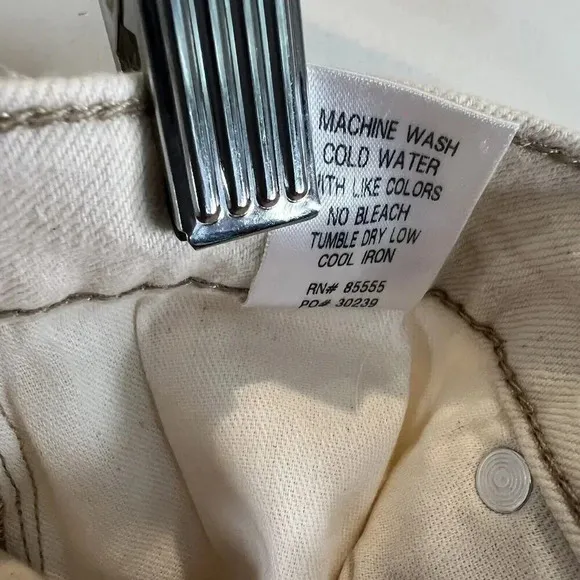 MACHINE WASH
COLD WATER
WITH LIKE COLORS
NO BLEACH
TUMBLE DRY LOW
COOL IRON
RN# 85555
PO# 30239